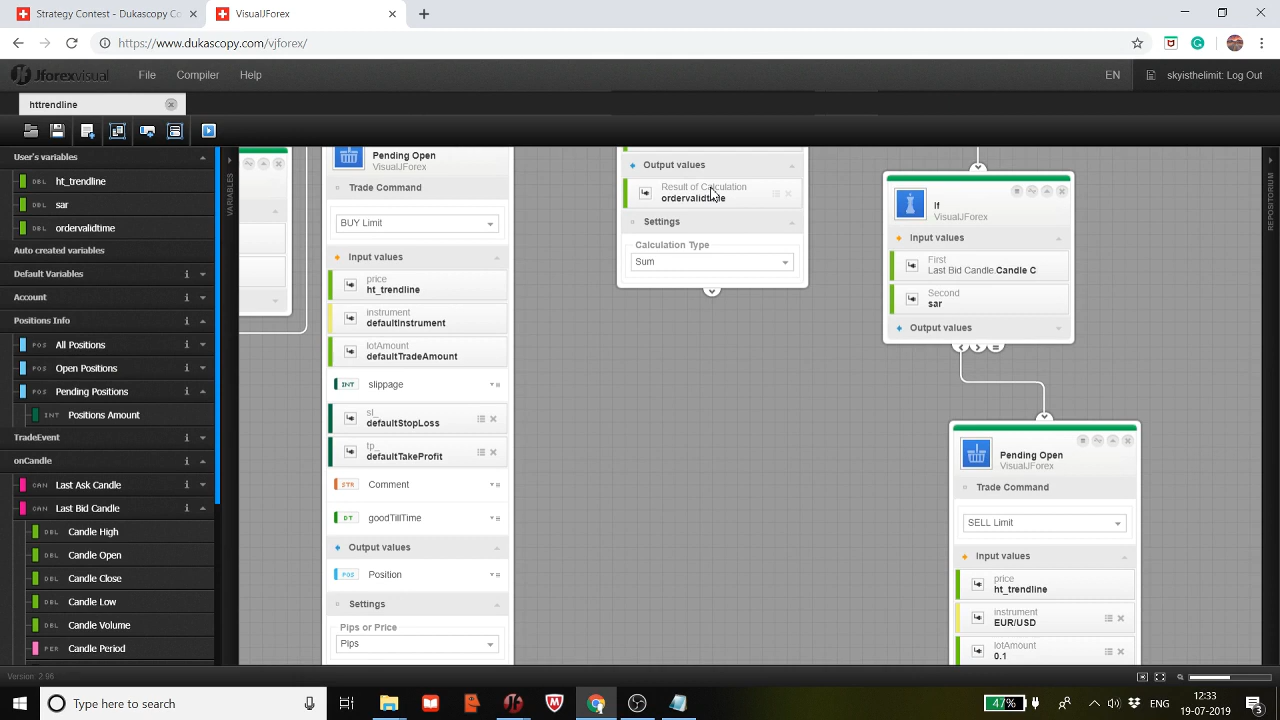 Strategy Contest - Dukascopy C
VisualJForex
https://www.dukascopy.com/vjforex/
Jforexvisual
File
Compiler
Help
EN
skyisthelimit: Log Out
httrendline
User's variables
DBL ht_trendline
DBL sar
DBL ordervalidtime
Auto created variables
Default Variables
Account
Positions Info
POS All Positions
POS Open Positions
POS Pending Positions
INT Positions Amount
TradeEvent
onCandle
CAN Last Ask Candle
CAN Last Bid Candle
DBL Candle High
DBL Candle Open
DBL Candle Close
DBL Candle Low
DBL Candle Volume
PER Candle Period
VARIABLES
Pending Open
VisualJForex
Trade Command
BUY Limit
Input values
price
ht_trendline
instrument
defaultInstrument
lotAmount
defaultTradeAmount
INT slippage
sl_
defaultStopLoss
tp_
defaultTakeProfit
STR Comment
DT goodTillTime
Output values
POS Position
Settings
Pips or Price
Pips
Output values
Result of Calculation
ordervalidtime
Settings
Calculation Type
Sum
If
VisualJForex
Input values
First
Last Bid Candle.Candle C
Second
sar
Output values
Pending Open
VisualJForex
Trade Command
SELL Limit
Input values
price
ht_trendline
instrument
EUR/USD
lotAmount
0.1
REPOSITORIUM
Version 2.96
Type here to search
47%
ENG
12:33
19-07-2019
3